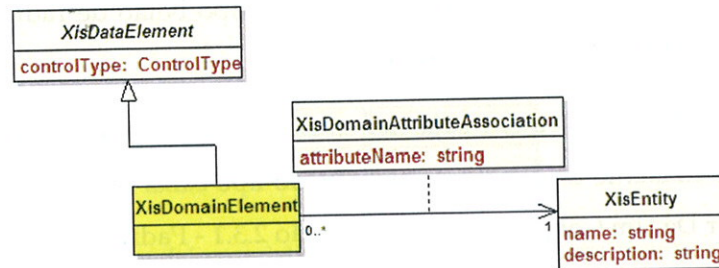 XisDataElement
controlType: ControlType
XisDomainAttributeAssociation
attributeName: string
XisDomainElement
0..*
1
XisEntity
name: string
description: string